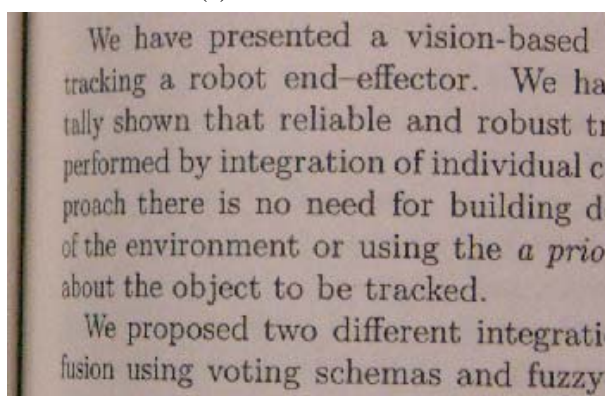 We have presented a vision-based
tracking a robot end–effector. We ha
tally shown that reliable and robust tr
performed by integration of individual c
proach there is no need for building d
of the environment or using the a prio
about the object to be tracked.
We proposed two different integrati
fusion using voting schemas and fuzzy